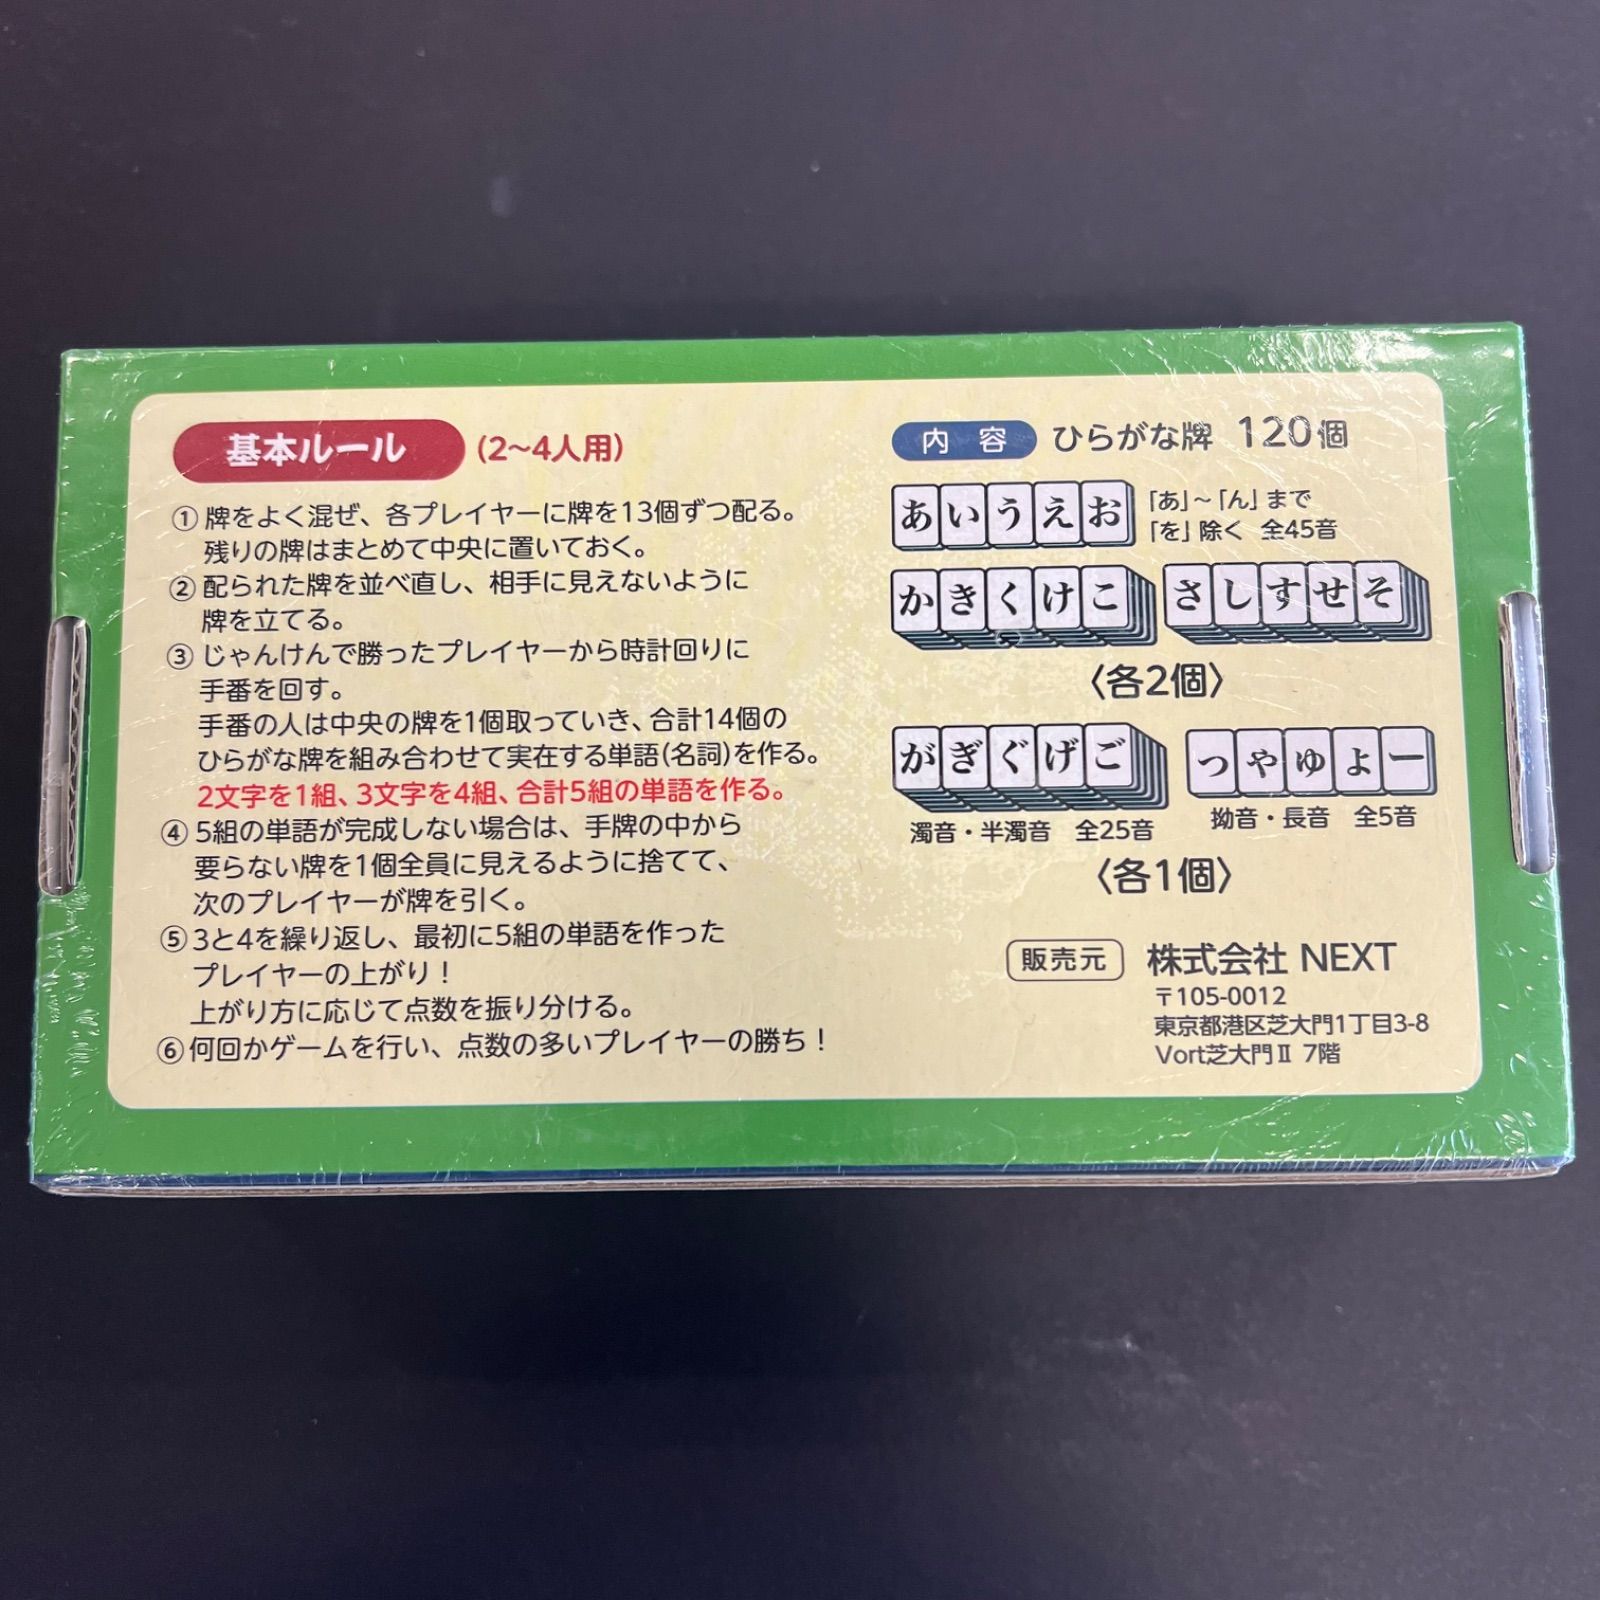 基本ルール (2~4人用)
①牌をよく混ぜ、各プレイヤーに牌を13個ずつ配る。
残りの牌はまとめて中央に置いておく。
②配られた牌を並べ直し、相手に見えないように
牌を立てる。
③じゃんけんで勝ったプレイヤーから時計回りに
手番を回す。
手番の人は中央の牌を1個取っていき、合計14個の
ひらがな牌を組み合わせて実在する単語(名詞)を作る。
2文字を1組、3文字を4組、合計5組の単語を作る。
④5組の単語が完成しない場合は、手牌の中から
要らない牌を1個全員に見えるように捨てて、
次のプレイヤーが牌を引く。
⑤3と4を繰り返し、最初に5組の単語を作った
プレイヤーの上がり!
上がり方に応じて点数を振り分ける。
⑥何回かゲームを行い、点数の多いプレイヤーの勝ち!
内 容 ひらがな牌 120個
あいうえお
「あ」~「ん」まで
「を」除く 全45音
かきくけこ さしすせそ
〈各2個〉
がぎぐげご っゃゅょー
濁音・半濁音 全25音 拗音・長音 全5音
〈各1個〉
販売元 株式会社 NEXT
〒105-0012
東京都港区芝大門1丁目3-8
Vort芝大門Ⅱ 7階